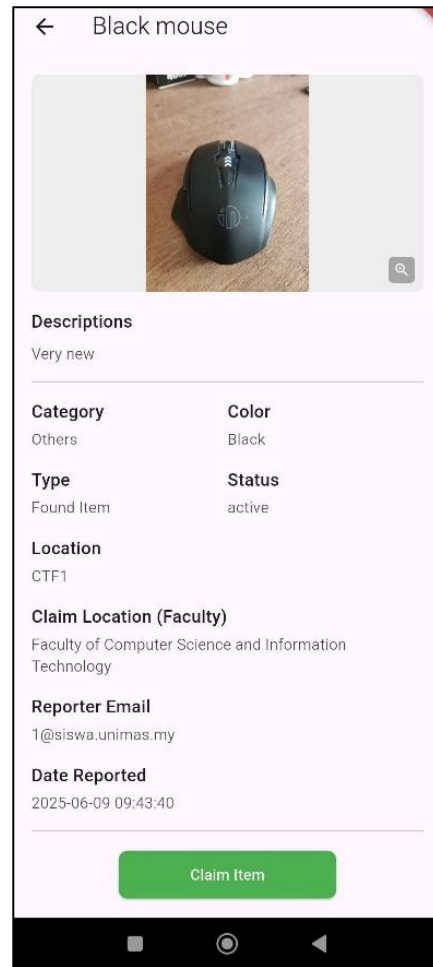 Black mouse
Descriptions
Very new
Category
Color
Others
Black
Type
Status
Found Item
active
Location
CTF1
Claim Location (Faculty)
Faculty of Computer Science and Information
Technology
Reporter Email
1@siswa.unimas.my
Date Reported
2025-06-09 09:43:40
Claim Item